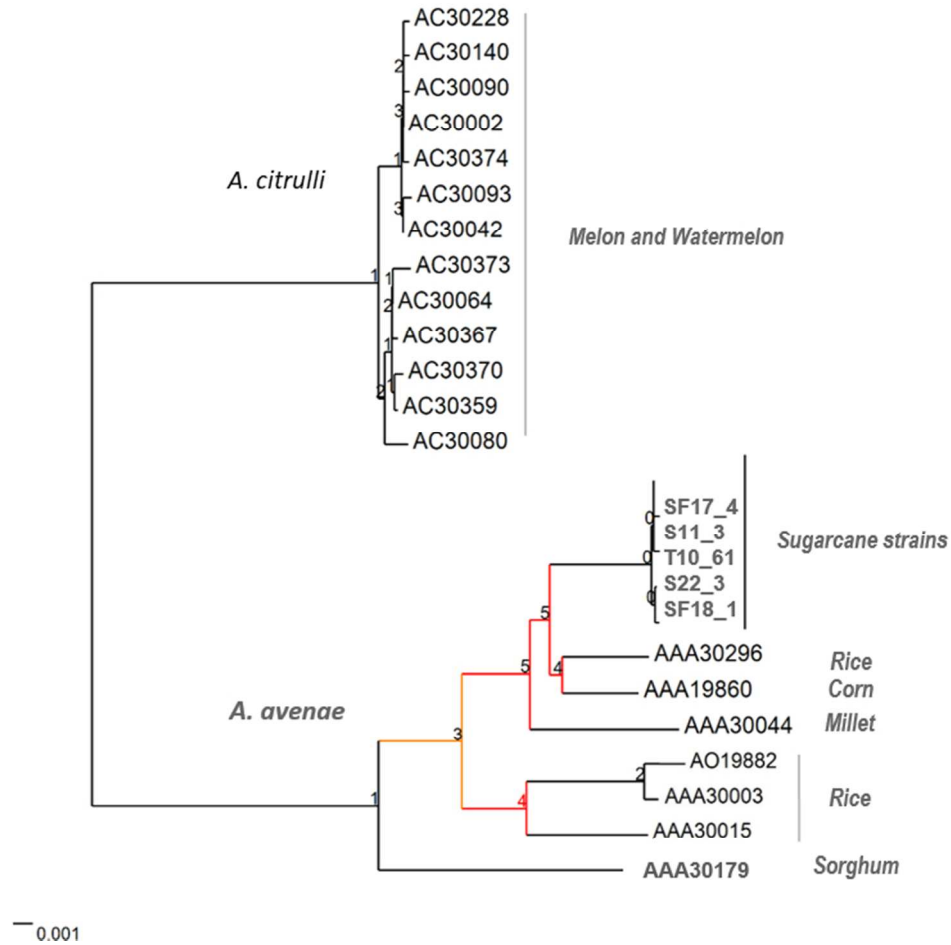 AC30228
AC30140
2
AC30090
3
AC30002
1
AC30374
A. citrulli
AC30093
3
AC30042
Melon and Watermelon
AC30373
1
1
AC30064
2
AC30367
1
AC30370
1
2
AC30359
AC30080
SF17_4
0
S11_3
Sugarcane strains
T10_61
0
S22_3
0
SF18_1
5
AAA30296
Rice
5
4
AAA19860
Corn
A. avenae
AAA30044
Millet
3
AO19882
2
AAA30003
Rice
4
1
AAA30015
AAA30179
Sorghum
0.001